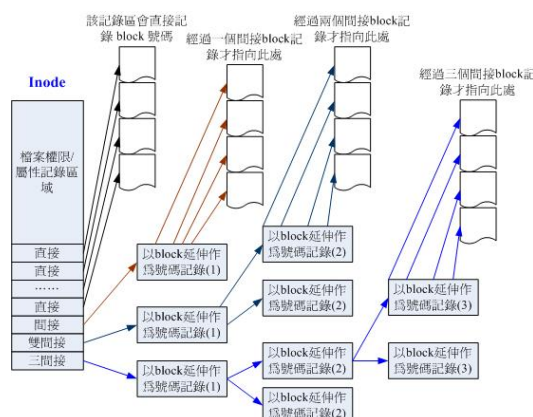 該記錄區會直接記
錄 block 號碼
經過一個間接block記
錄才指向此處
經過兩個間接block記
錄才指向此處
經過三個間接block記
錄才指向此處
Inode
檔案權限/
屬性記錄區
域
直接
直接
……
直接
間接
雙間接
三間接
以block延伸作
為號碼記錄(1)
以block延伸作
為號碼記錄(1)
以block延伸作
為號碼記錄(1)
以block延伸作
為號碼記錄(2)
以block延伸作
為號碼記錄(2)
以block延伸作
為號碼記錄(2)
以block延伸作
為號碼記錄(2)
以block延伸作
為號碼記錄(3)
以block延伸作
為號碼記錄(3)